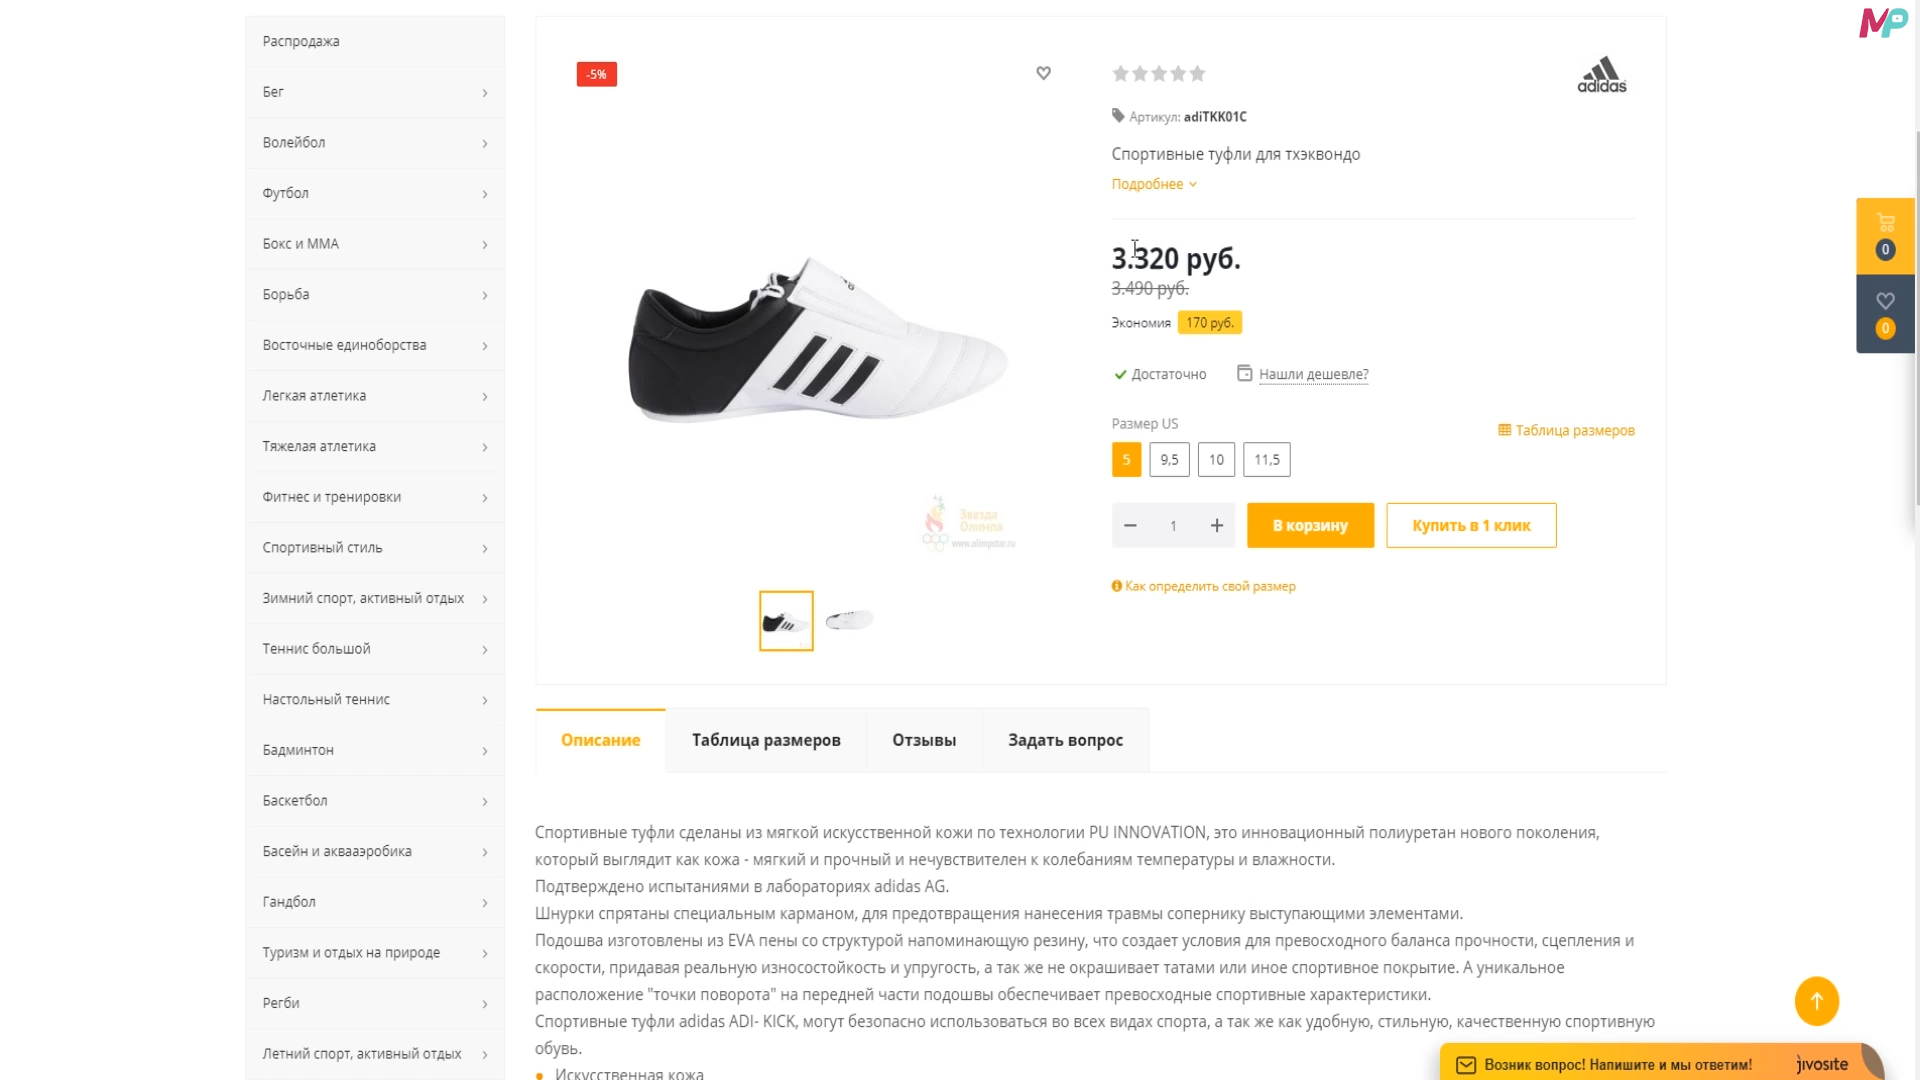 Распродажа
Бег
Волейбол
Футбол
Бокс и ММА
Борьба
Восточные единоборства
Легкая атлетика
Тяжелая атлетика
Фитнес и тренировки
Спортивный стиль
Зимний спорт, активный отдых
Теннис большой
Настольный теннис
Бадминтон
Баскетбол
Басейн и аквааэробика
Гандбол
Туризм и отдых на природе
Регби
Летний спорт, активный отдых
-5%
Звезда
Олимпа
www.alimpstar.ru
adidas
Артикул: adiTKK01C
Спортивные туфли для тхэквондо
Подробнее
3.320 руб.
3.490 руб.
Экономия 170 руб.
Достаточно Нашли дешевле?
Размер US
Таблица размеров
5 9,5 10 11,5
− 1 + В корзину Купить в 1 клик
Как определить свой размер
MP
0
0
Описание Таблица размеров Отзывы Задать вопрос
Спортивные туфли сделаны из мягкой искусственной кожи по технологии PU INNOVATION, это инновационный полиуретан нового поколения,
который выглядит как кожа - мягкий и прочный и нечувствителен к колебаниям температуры и влажности.
Подтверждено испытаниями в лабораториях adidas AG.
Шнурки спрятаны специальным карманом, для предотвращения нанесения травмы сопернику выступающими элементами.
Подошва изготовлены из EVA пены со структурой напоминающую резину, что создает условия для превосходного баланса прочности, сцепления и
скорости, придавая реальную износостойкость и упругость, а так же не окрашивает татами или иное спортивное покрытие. А уникальное
расположение "точки поворота" на передней части подошвы обеспечивает превосходные спортивные характеристики.
Спортивные туфли adidas ADI- KICK, могут безопасно использоваться во всех видах спорта, а так же как удобную, стильную, качественную спортивную
обувь.
Искусственная кожа
Возник вопрос! Напишите и мы ответим! jivosite